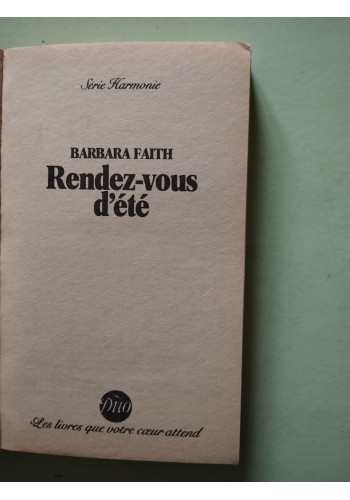 Série Harmonie
BARBARA FAITH
Rendez-vous
d'été
Duo
Les livres que votre cœur attend